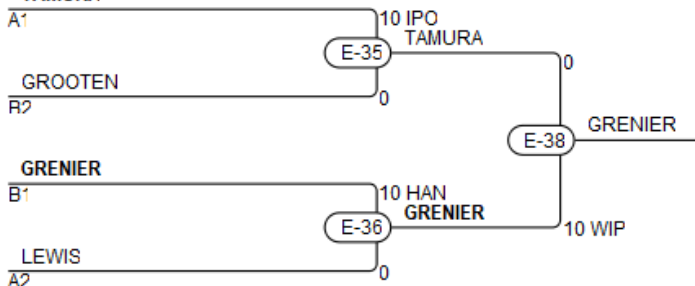 TAMURA
A1
10 IPO
E-35
TAMURA
GROOTEN
B2
0
0
E-38
GRENIER
GRENIER
B1
10 HAN
E-36
GRENIER
10 WIP
LEWIS
A2
0